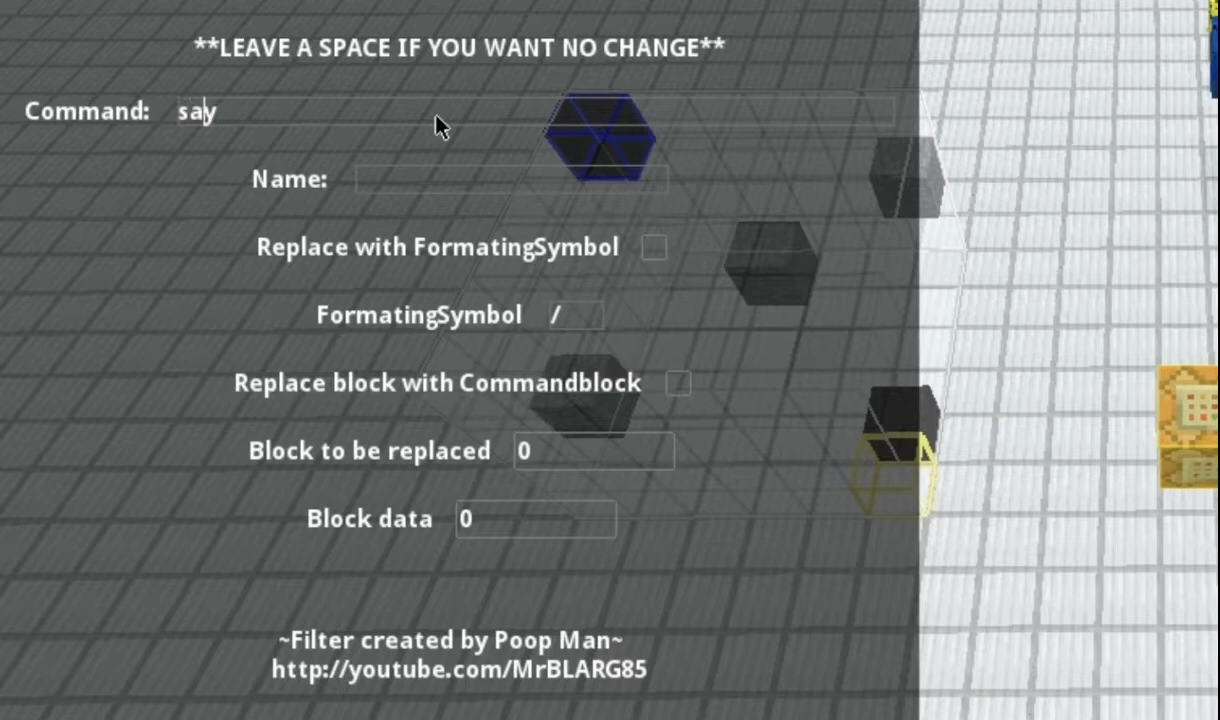 **LEAVE A SPACE IF YOU WANT NO CHANGE**
Command: say
Name:
Replace with FormatingSymbol
FormatingSymbol /
Replace block with Commandblock
Block to be replaced 0
Block data 0
~Filter created by Poop Man~
http://youtube.com/MrBLARG85